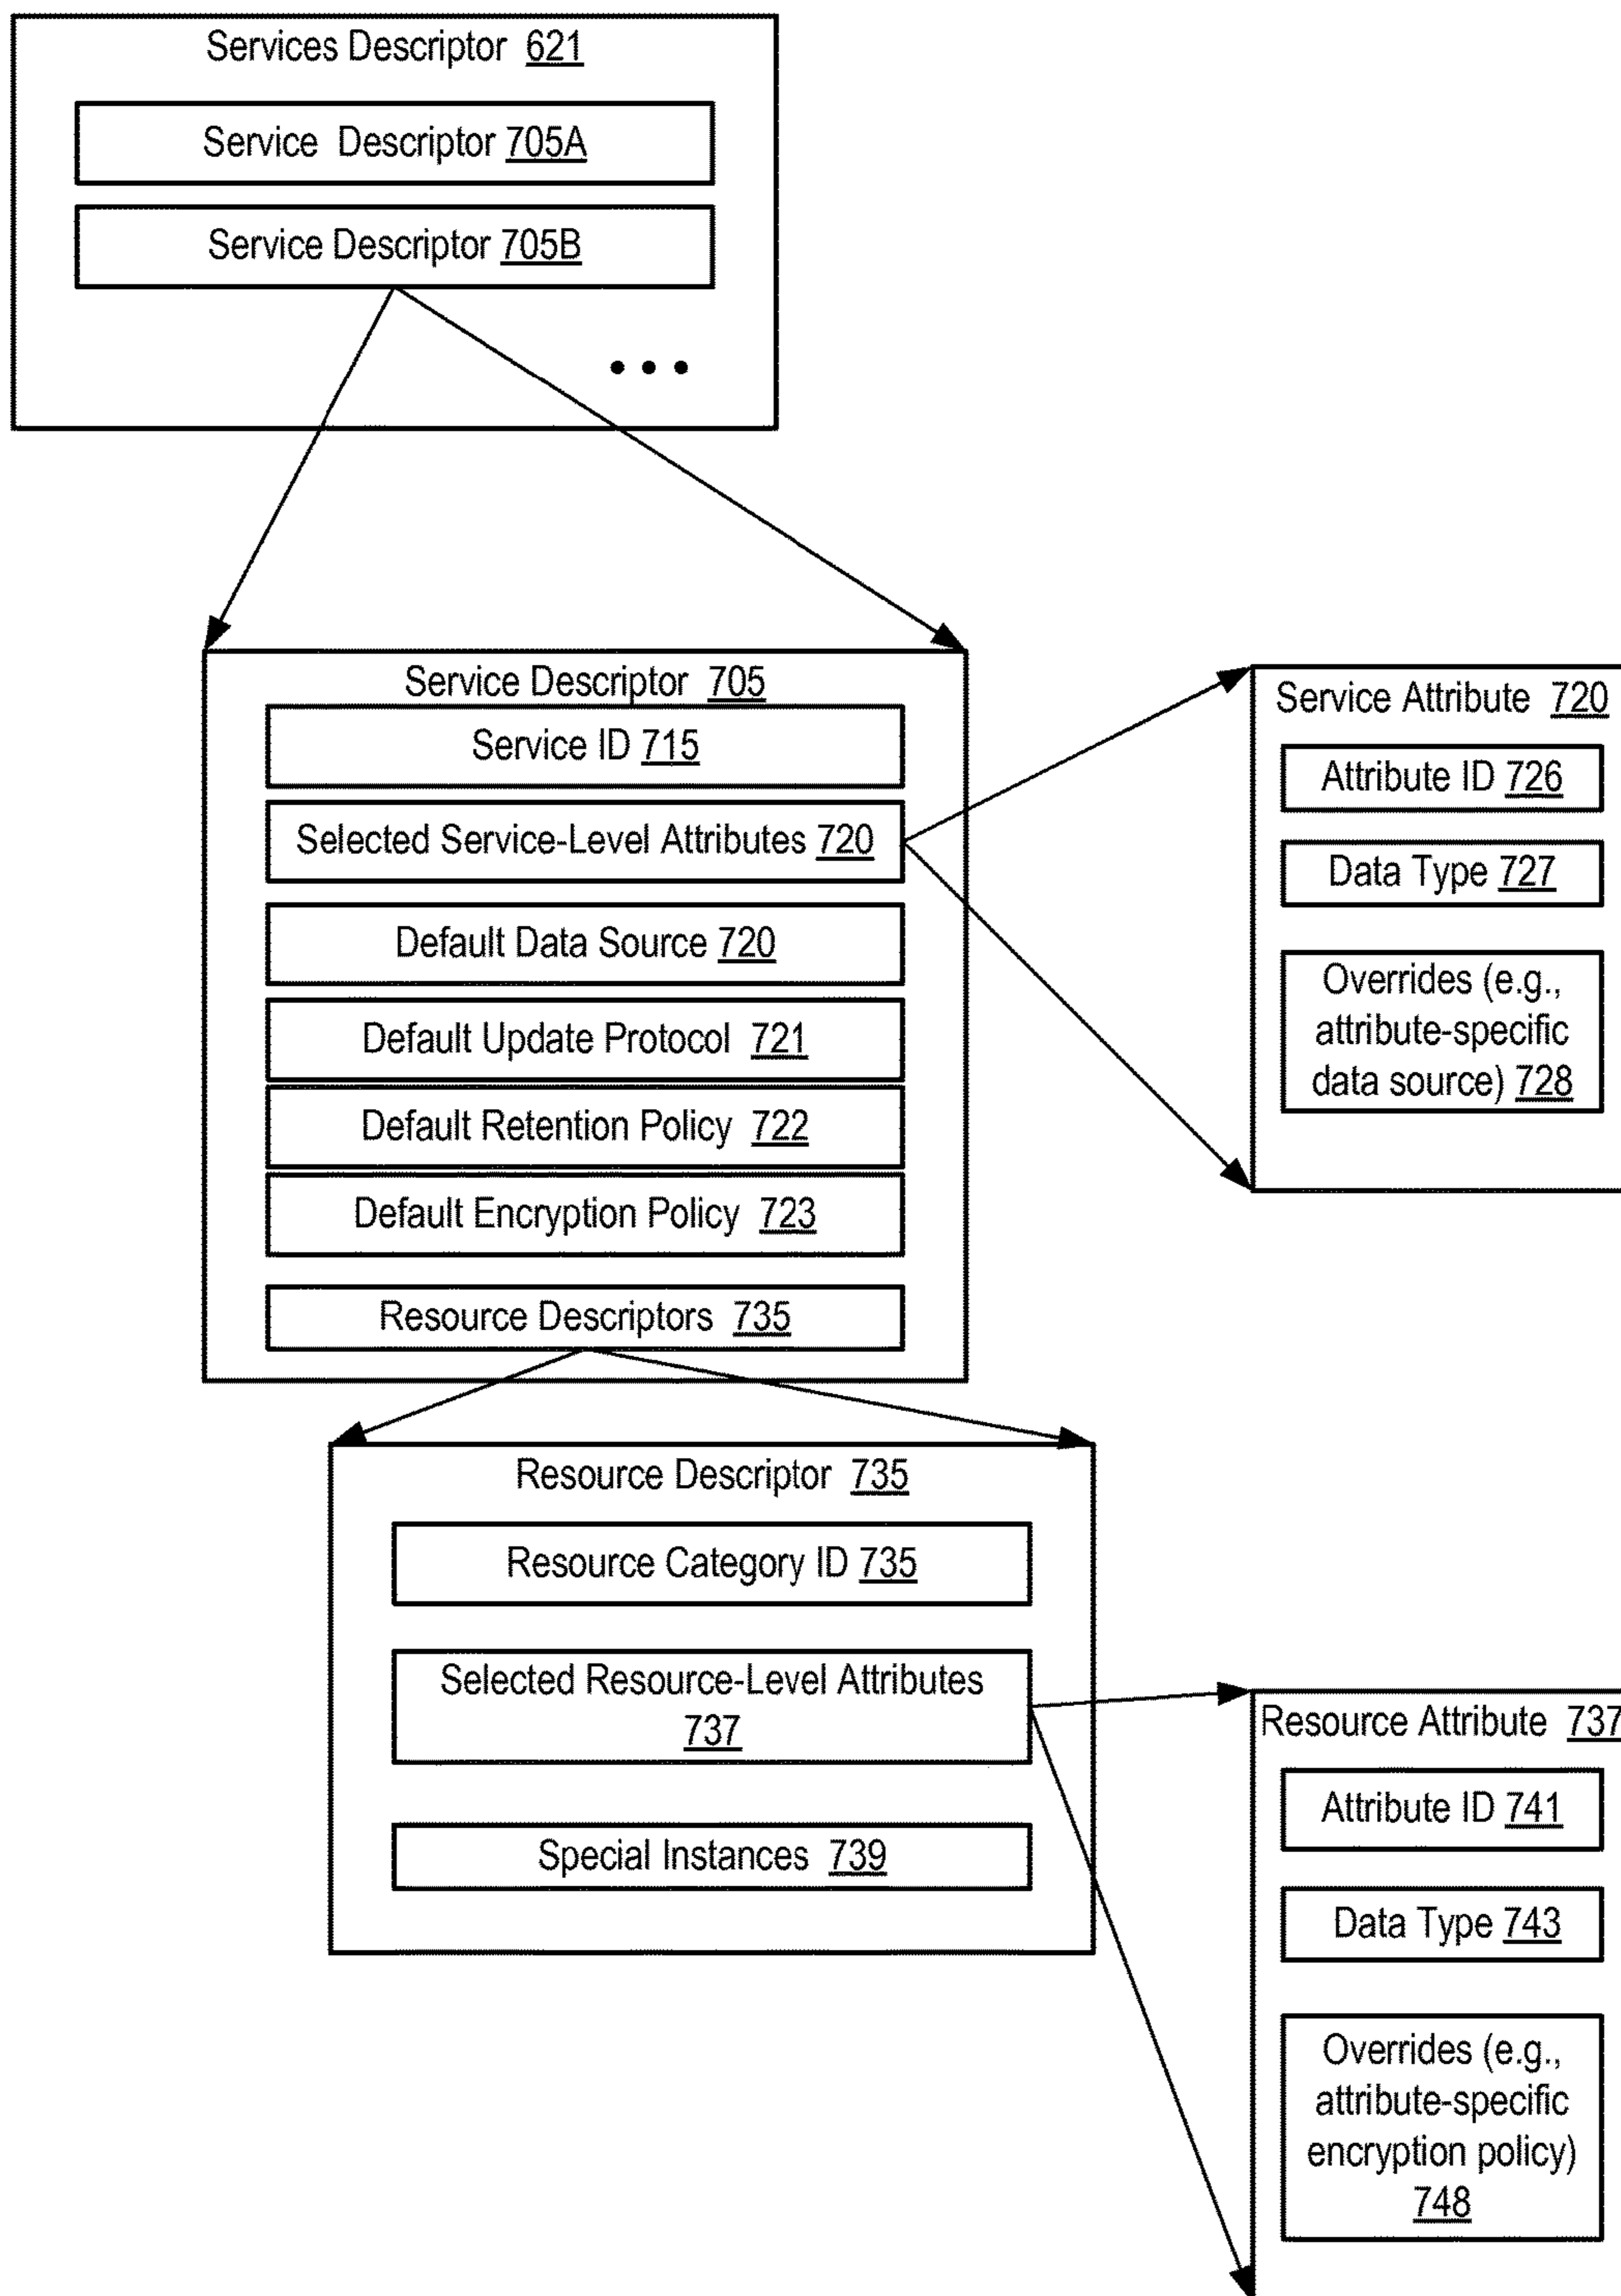 Services Descriptor 621
Service Descriptor 705A
Service Descriptor 705B
Service Descriptor 705
Service ID 715
Selected Service-Level Attributes 720
Default Data Source 720
Default Update Protocol 721
Default Retention Policy 722
Default Encryption Policy 723
Resource Descriptors 735
Service Attribute 720
Attribute ID 726
Data Type 727
Overrides (e.g.,
attribute-specific
data source) 728
Resource Descriptor 735
Resource Category ID 735
Selected Resource-Level Attributes
737
Special Instances 739
Resource Attribute 737
Attribute ID 741
Data Type 743
Overrides (e.g.,
attribute-specific
encryption policy)
748